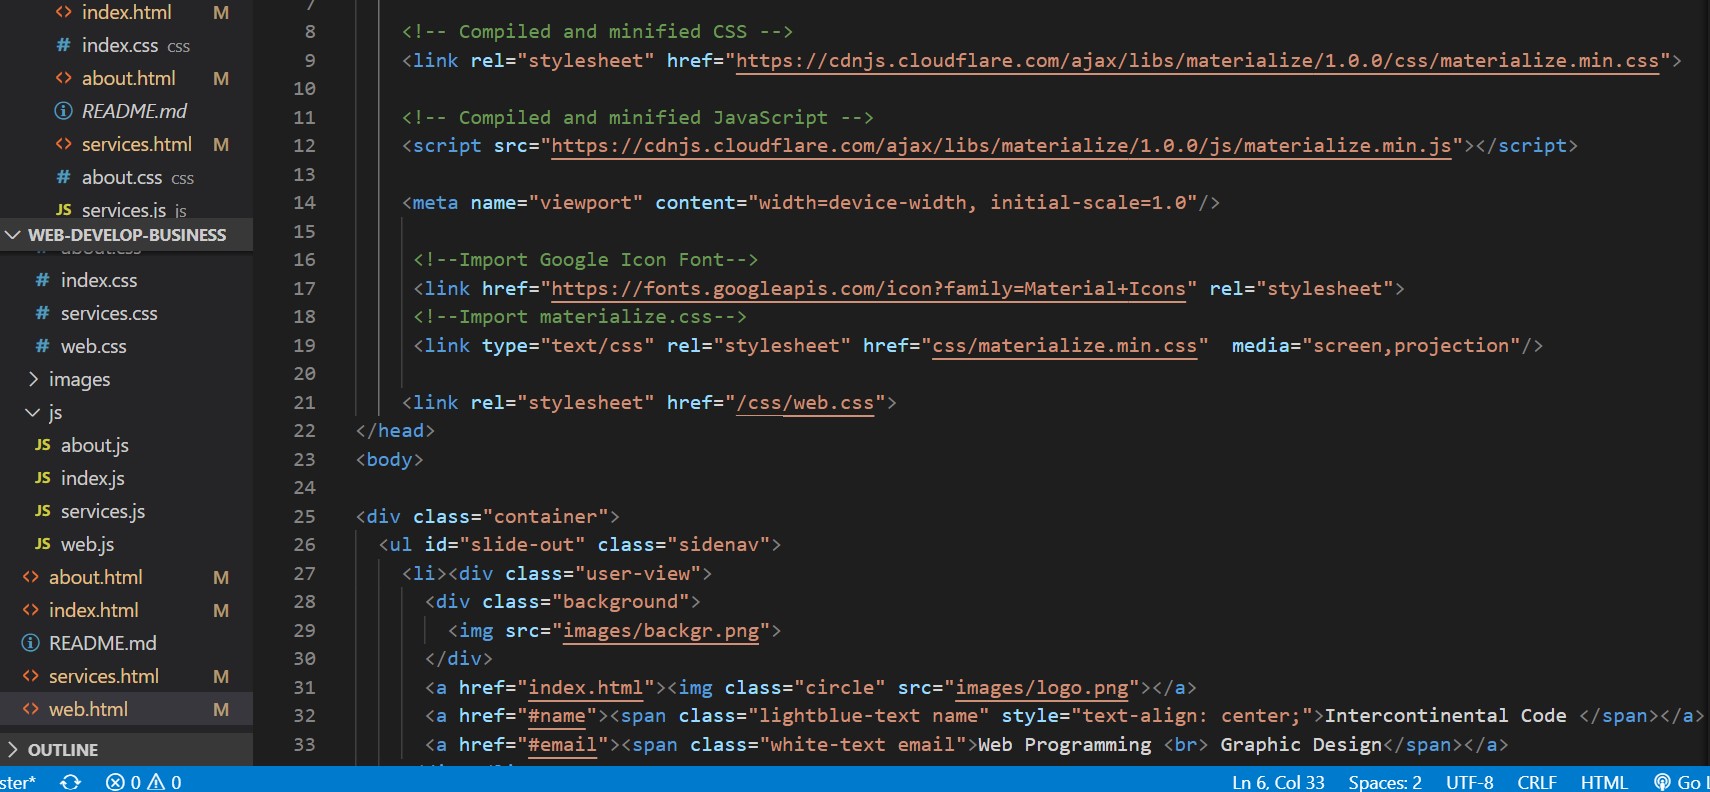 index.html M
index.css css
about.html M
README.md
services.html M
about.css css
services.js js
WEB-DEVELOP-BUSINESS
about.css
index.css
services.css
web.css
images
js
JS about.js
JS index.js
JS services.js
JS web.js
about.html M
index.html M
README.md
services.html M
web.html M
OUTLINE
7
8 <!-- Compiled and minified CSS -->
9 <link rel="stylesheet" href="https://cdnjs.cloudflare.com/ajax/libs/materialize/1.0.0/css/materialize.min.css">
10
11 <!-- Compiled and minified JavaScript -->
12 <script src="https://cdnjs.cloudflare.com/ajax/libs/materialize/1.0.0/js/materialize.min.js"></script>
13
14 <meta name="viewport" content="width=device-width, initial-scale=1.0"/>
15
16 <!--Import Google Icon Font-->
17 <link href="https://fonts.googleapis.com/icon?family=Material+Icons" rel="stylesheet">
18 <!--Import materialize.css-->
19 <link type="text/css" rel="stylesheet" href="css/materialize.min.css"  media="screen,projection"/>
20
21 <link rel="stylesheet" href="/css/web.css">
22 </head>
23 <body>
24
25 <div class="container">
26 <ul id="slide-out" class="sidenav">
27 <li><div class="user-view">
28 <div class="background">
29 <img src="images/backgr.png">
30 </div>
31 <a href="index.html"><img class="circle" src="images/logo.png"></a>
32 <a href="#name"><span class="lightblue-text name" style="text-align: center;">Intercontinental Code </span></a>
33 <a href="#email"><span class="white-text email">Web Programming <br> Graphic Design</span></a>
ster* 0 0 Ln 6, Col 33 Spaces: 2 UTF-8 CRLF HTML Go